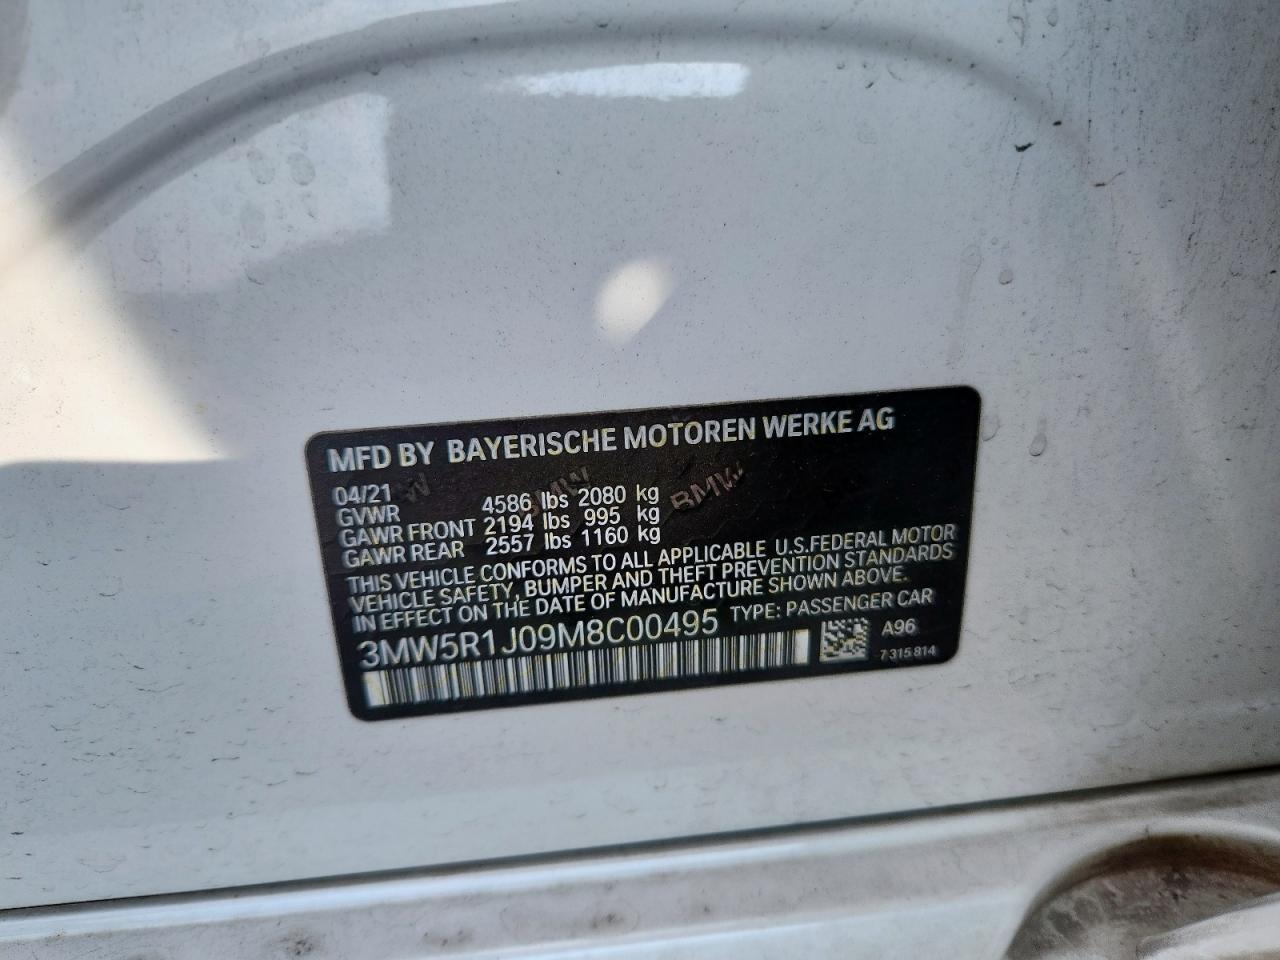 MFD BY BAYERISCHE MOTOREN WERKE AG
04/21
GVWR 4586 lbs 2080 kg
GAWR FRONT 2194 lbs 995 kg
GAWR REAR 2557 lbs 1160 kg
THIS VEHICLE CONFORMS TO ALL APPLICABLE U.S.FEDERAL MOTOR
VEHICLE SAFETY, BUMPER AND THEFT PREVENTION STANDARDS
IN EFFECT ON THE DATE OF MANUFACTURE SHOWN ABOVE.
3MW5R1J09M8C00495 TYPE: PASSENGER CAR
A96
7 315 814
BMW
BMW